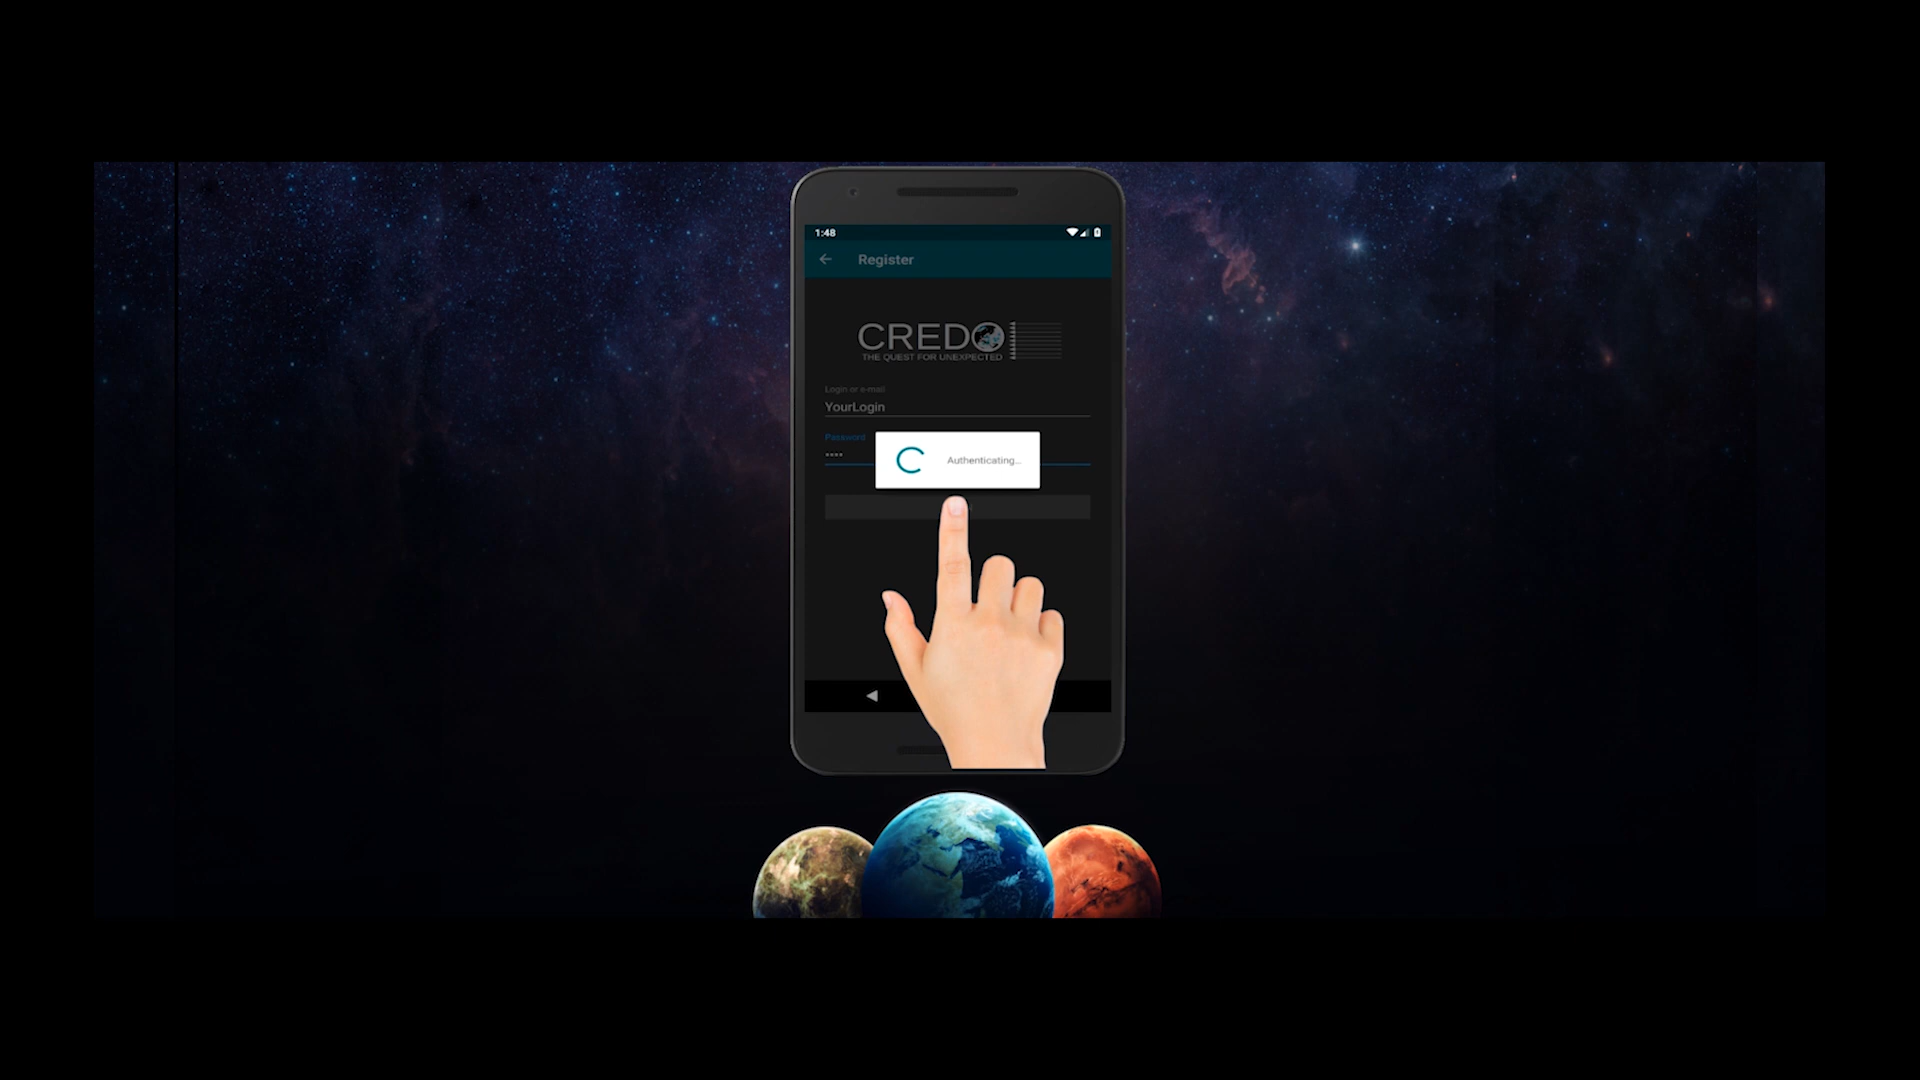 1:48
Register
CREDO
THE QUEST FOR UNEXPECTED
Login or e-mail
YourLogin
Password
Authenticating...